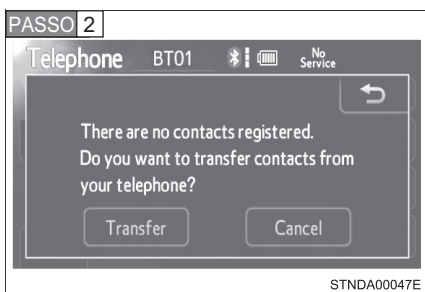 PASSO 2
Telephone BT01 No Service
There are no contacts registered.
Do you want to transfer contacts from
your telephone?
Transfer Cancel
STNDA00047E